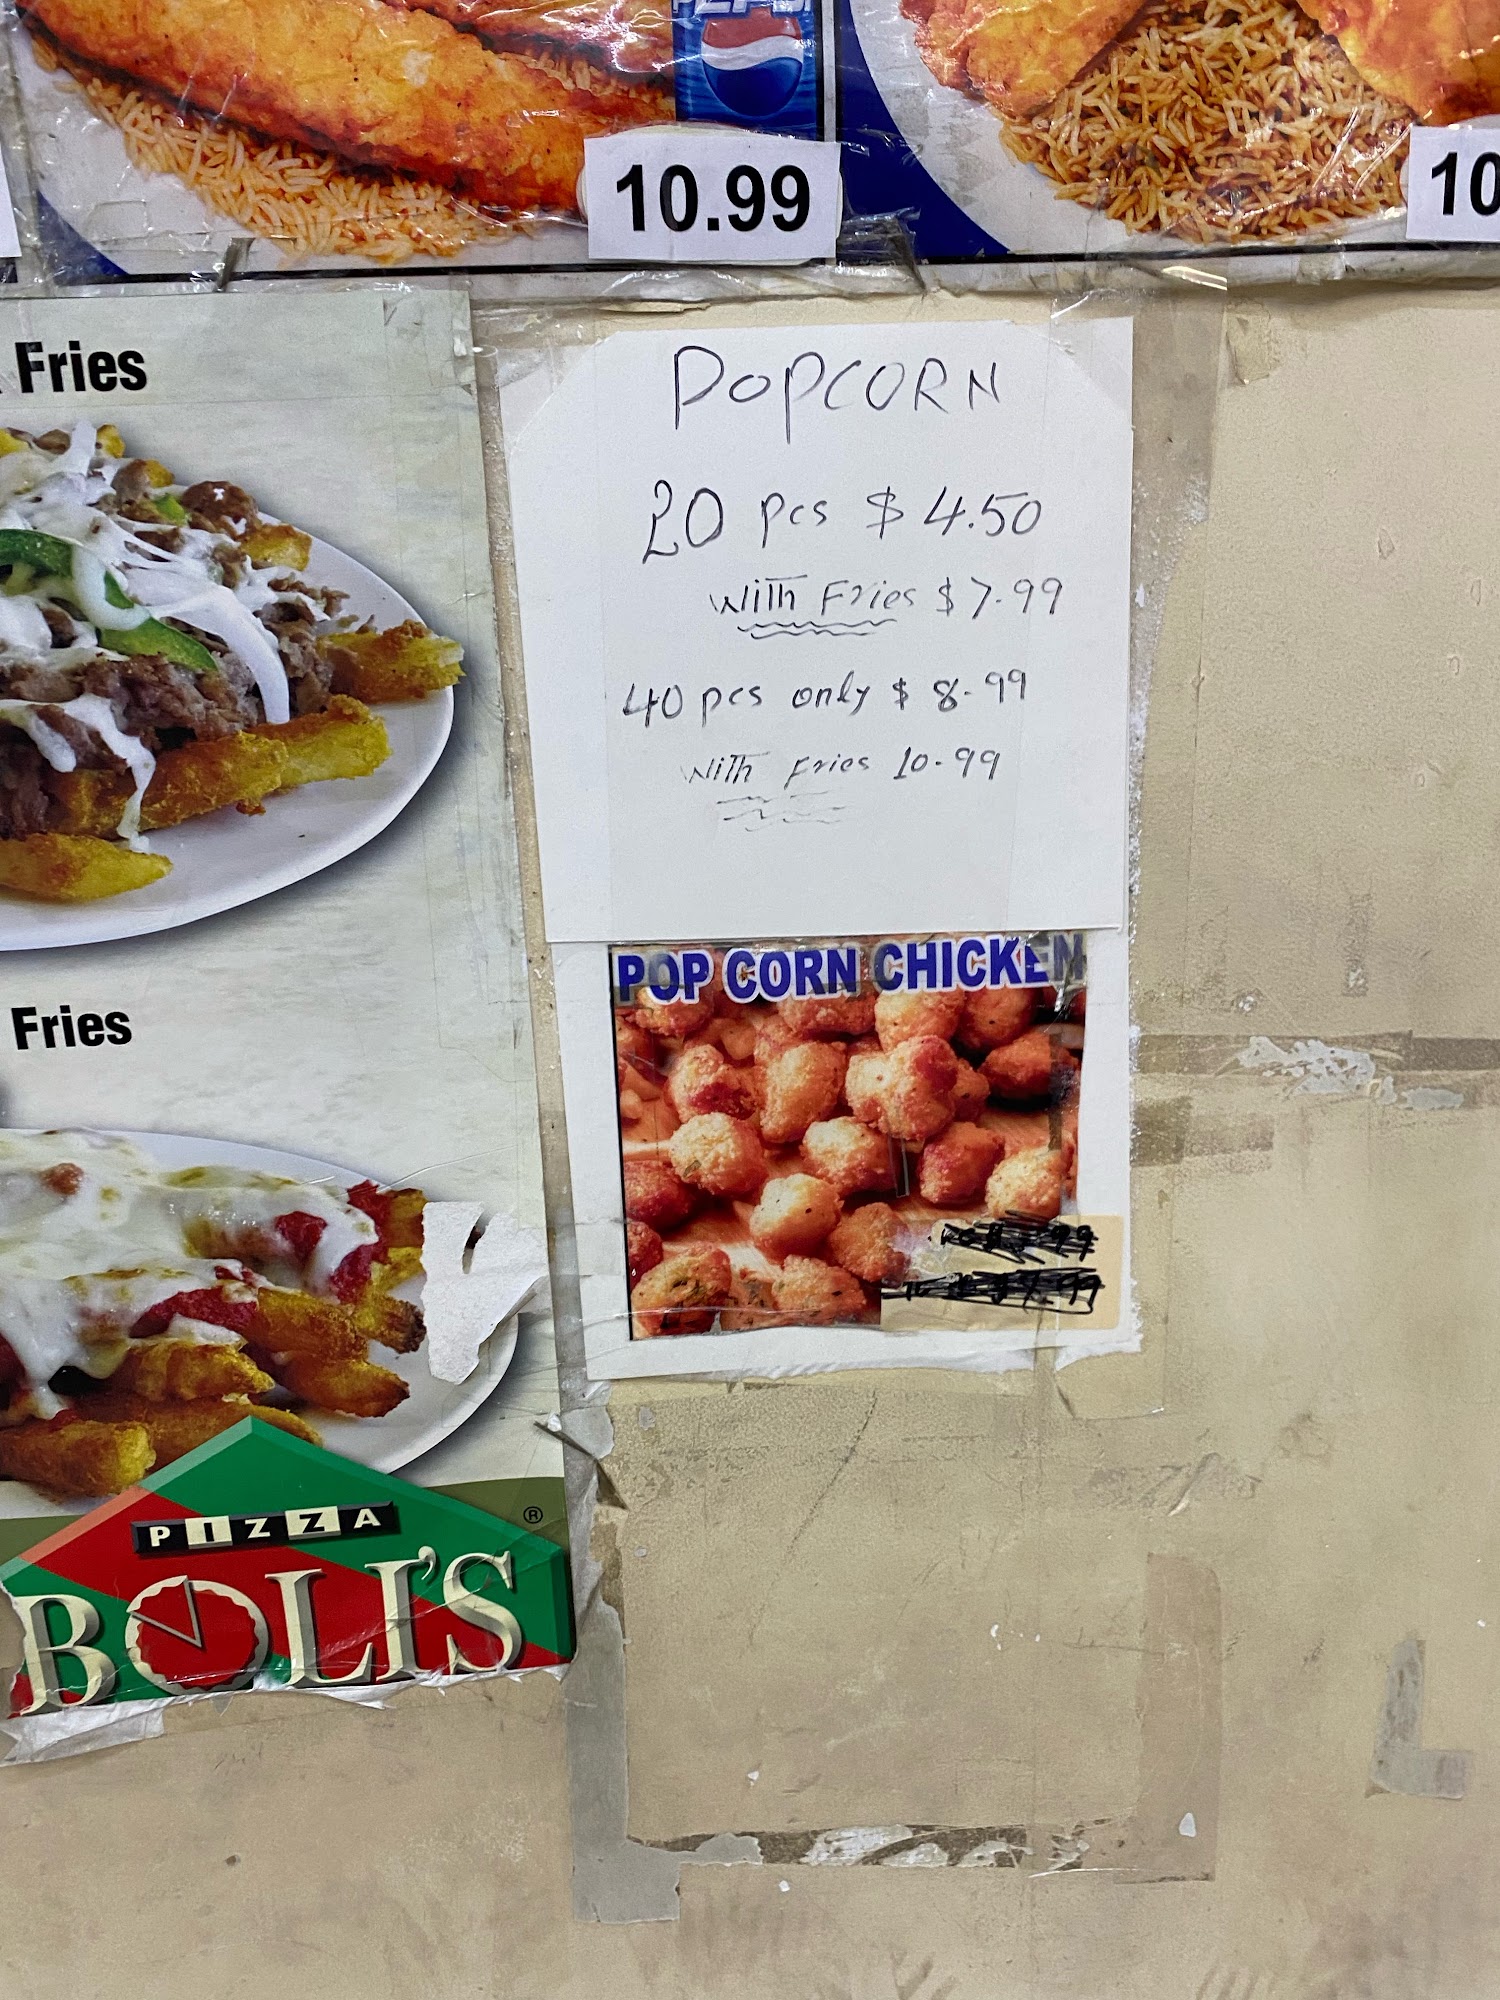 PEPSI
10.99
10
Fries
POPCORN
20 pcs $ 4.50
with Fries $ 7.99
40 pcs only $ 8.99
with Fries 10.99
POP CORN CHICKEN
Fries
PIZZA
BOLI'S
®